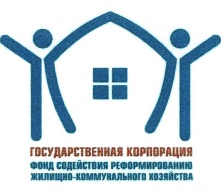 ГОСУДАРСТВЕННАЯ КОРПОРАЦИЯ
ФОНД СОДЕЙСТВИЯ РЕФОРМИРОВАНИЮ
ЖИЛИЩНО-КОММУНАЛЬНОГО ХОЗЯЙСТВА